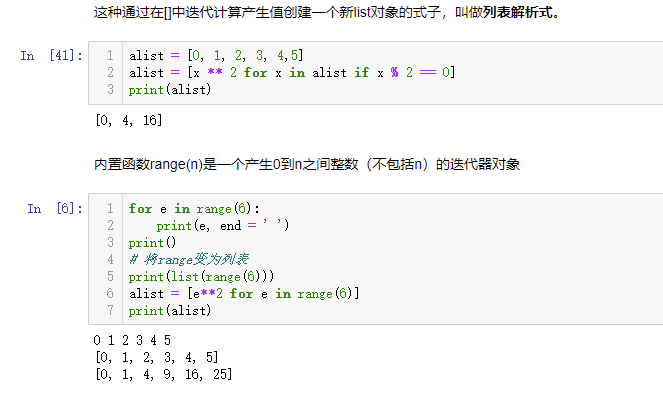 这种通过在[]中迭代计算产生值创建一个新list对象的式子，叫做列表解析式。
In [41]:
1 alist = [0, 1, 2, 3, 4,5]
2 alist = [x ** 2 for x in alist if x % 2 == 0]
3 print(alist)
[0, 4, 16]
内置函数range(n)是一个产生0到n之间整数（不包括n）的迭代器对象
In [6]:
1 for e in range(6):
2     print(e, end = ' ')
3 print()
4 # 将range变为列表
5 print(list(range(6)))
6 alist = [e**2 for e in range(6)]
7 print(alist)
0 1 2 3 4 5
[0, 1, 2, 3, 4, 5]
[0, 1, 4, 9, 16, 25]